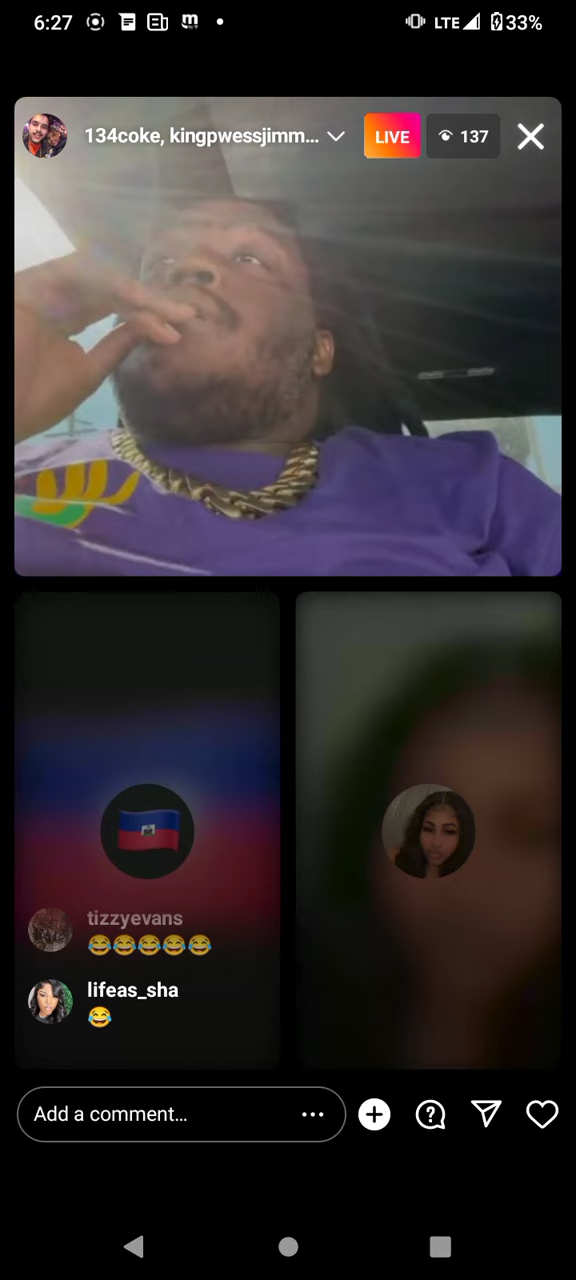 6:27
LTE 33%
134coke, kingpwessjimm...
LIVE
137
tizzyevans
😂😂😂😂😂
lifeas_sha
😂
Add a comment...